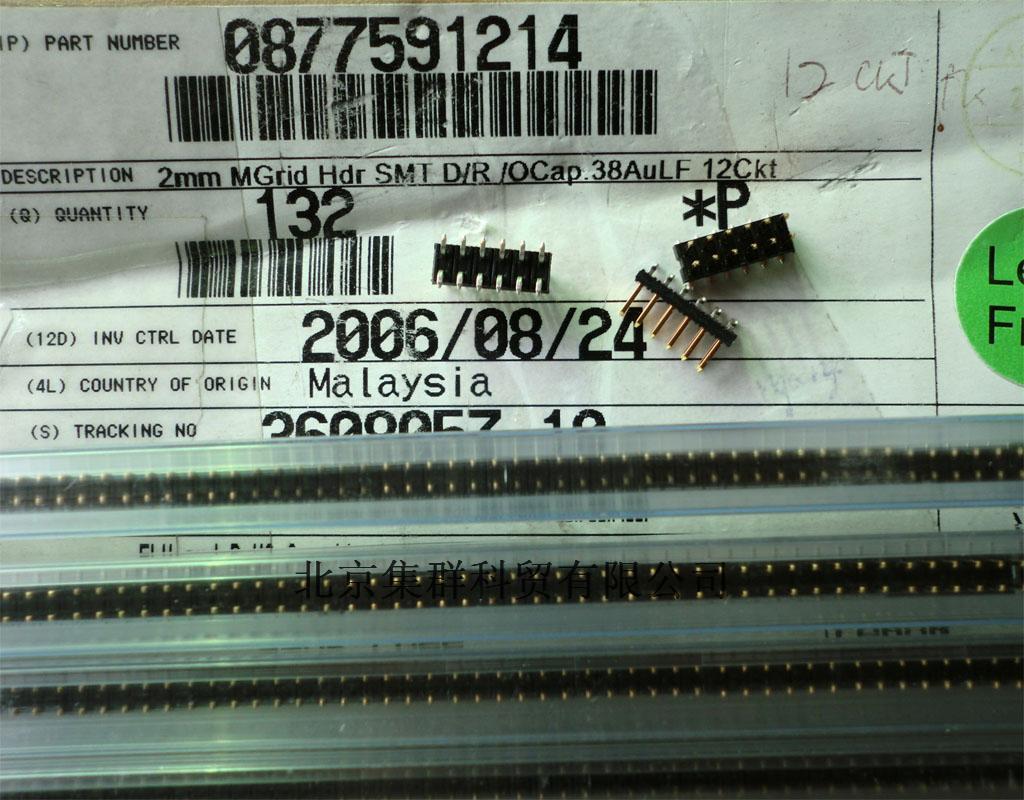 (P) PART NUMBER 0877591214
12 CKT
DESCRIPTION 2mm MGrid Hdr SMT D/R /OCap.38AuLF 12Ckt
(Q) QUANTITY 132 *P
Le
Fr
(12D) INV CTRL DATE 2006/08/24
(4L) COUNTRY OF ORIGIN Malaysia
(S) TRACKING NO
北京集群科贸有限公司